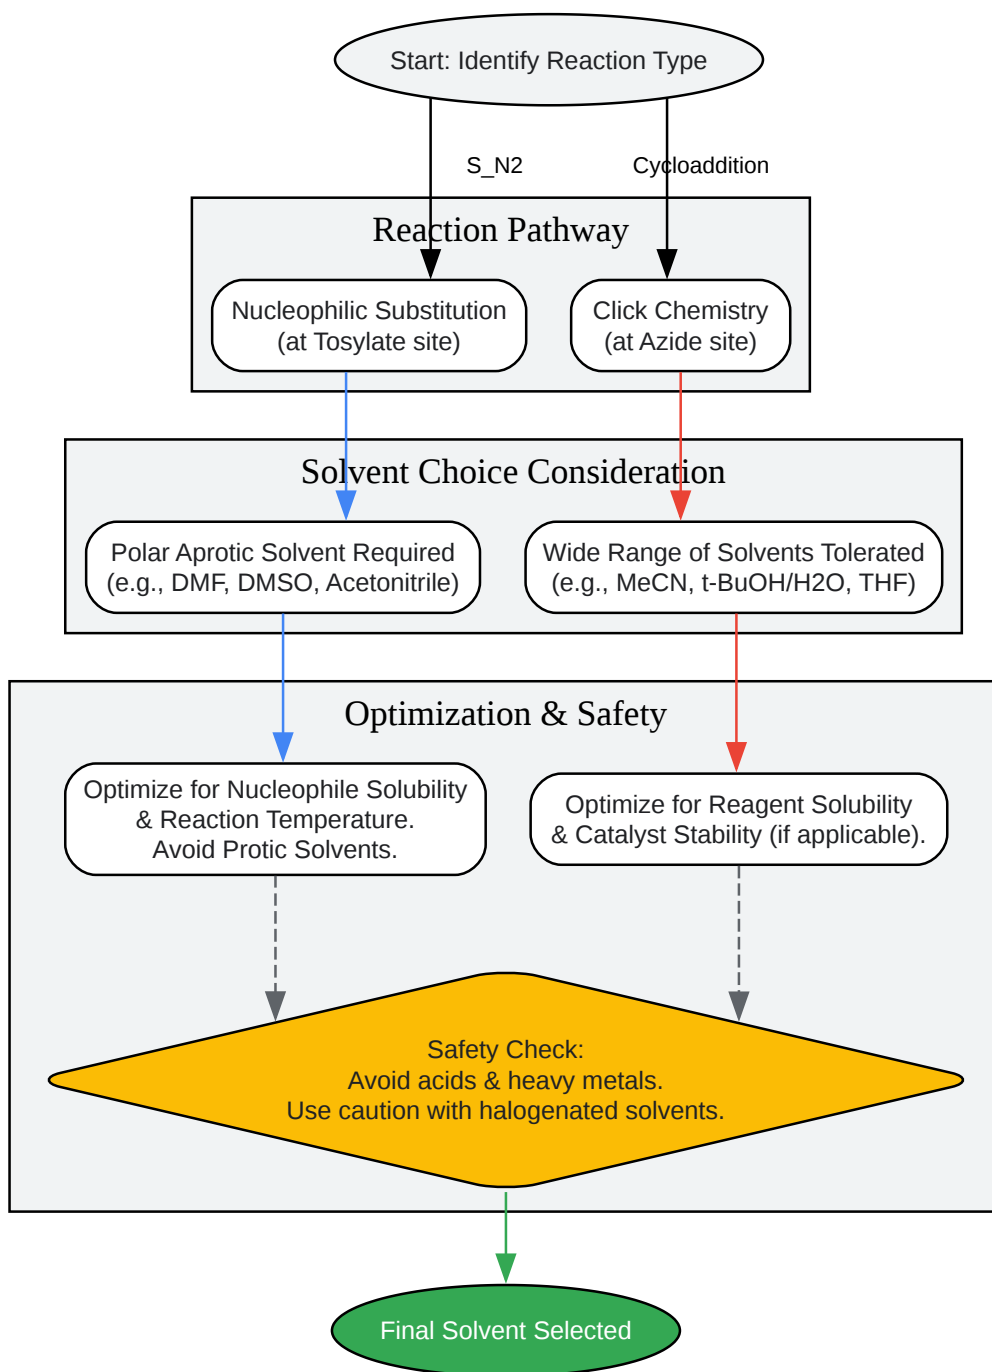 Start: Identify Reaction Type
S_N2
Cycloaddition
Reaction Pathway
Nucleophilic Substitution
(at Tosylate site)
Click Chemistry
(at Azide site)
Solvent Choice Consideration
Polar Aprotic Solvent Required
(e.g., DMF, DMSO, Acetonitrile)
Wide Range of Solvents Tolerated
(e.g., MeCN, t-BuOH/H2O, THF)
Optimization & Safety
Optimize for Nucleophile Solubility
& Reaction Temperature.
Avoid Protic Solvents.
Optimize for Reagent Solubility
& Catalyst Stability (if applicable).
Safety Check:
Avoid acids & heavy metals.
Use caution with halogenated solvents.
Final Solvent Selected